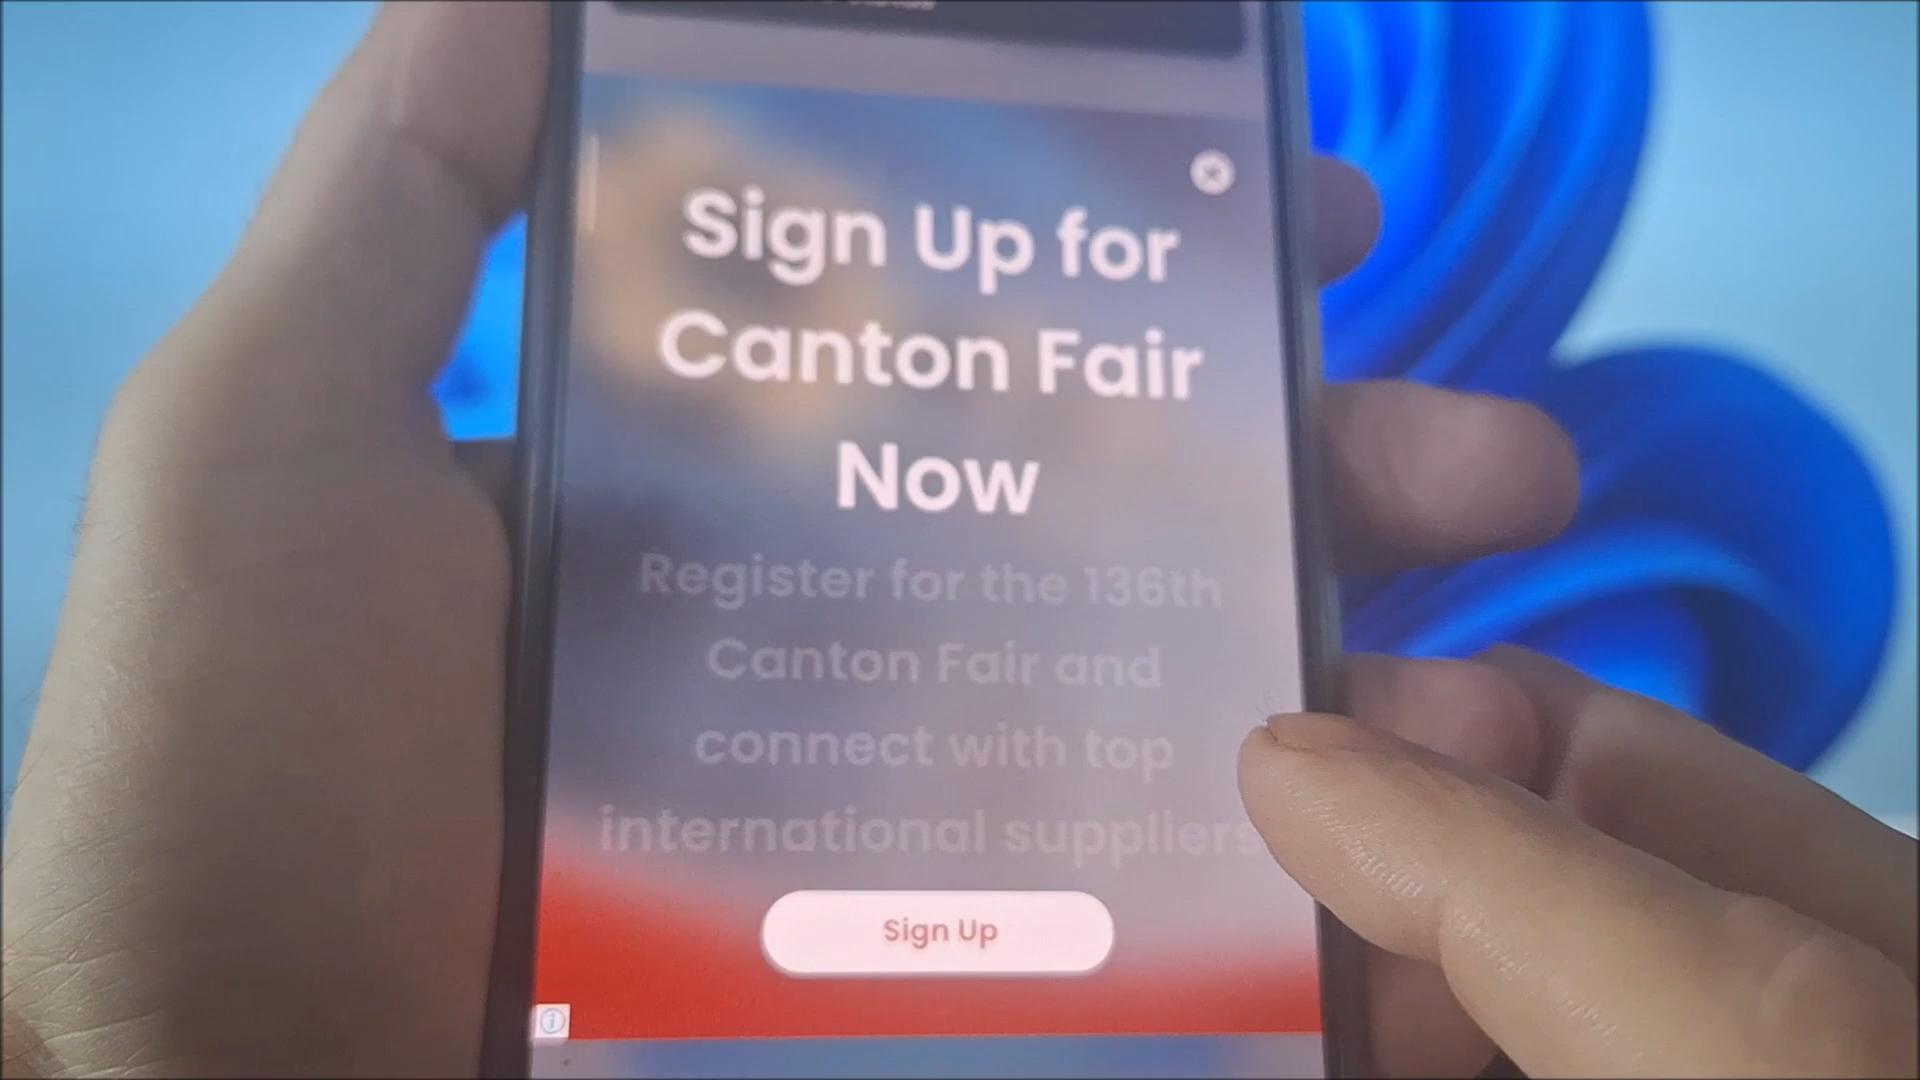 Sign Up for
Canton Fair
Now
Register for the 136th
Canton Fair and
connect with top
international suppliers
Sign Up